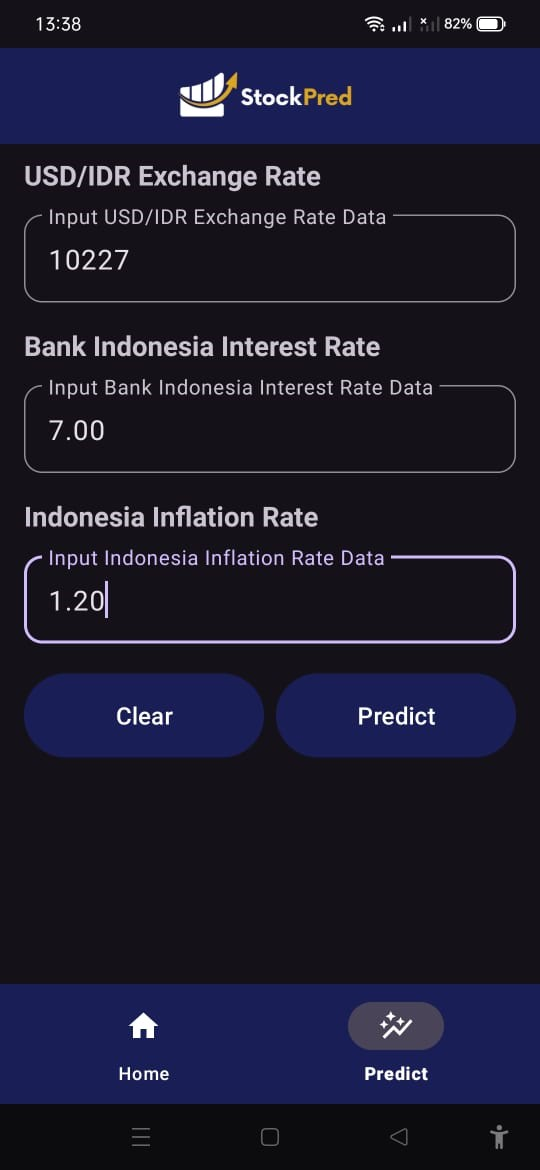 13:38
82%
StockPred
USD/IDR Exchange Rate
Input USD/IDR Exchange Rate Data
10227
Bank Indonesia Interest Rate
Input Bank Indonesia Interest Rate Data
7.00
Indonesia Inflation Rate
Input Indonesia Inflation Rate Data
1.20
Clear
Predict
Home
Predict